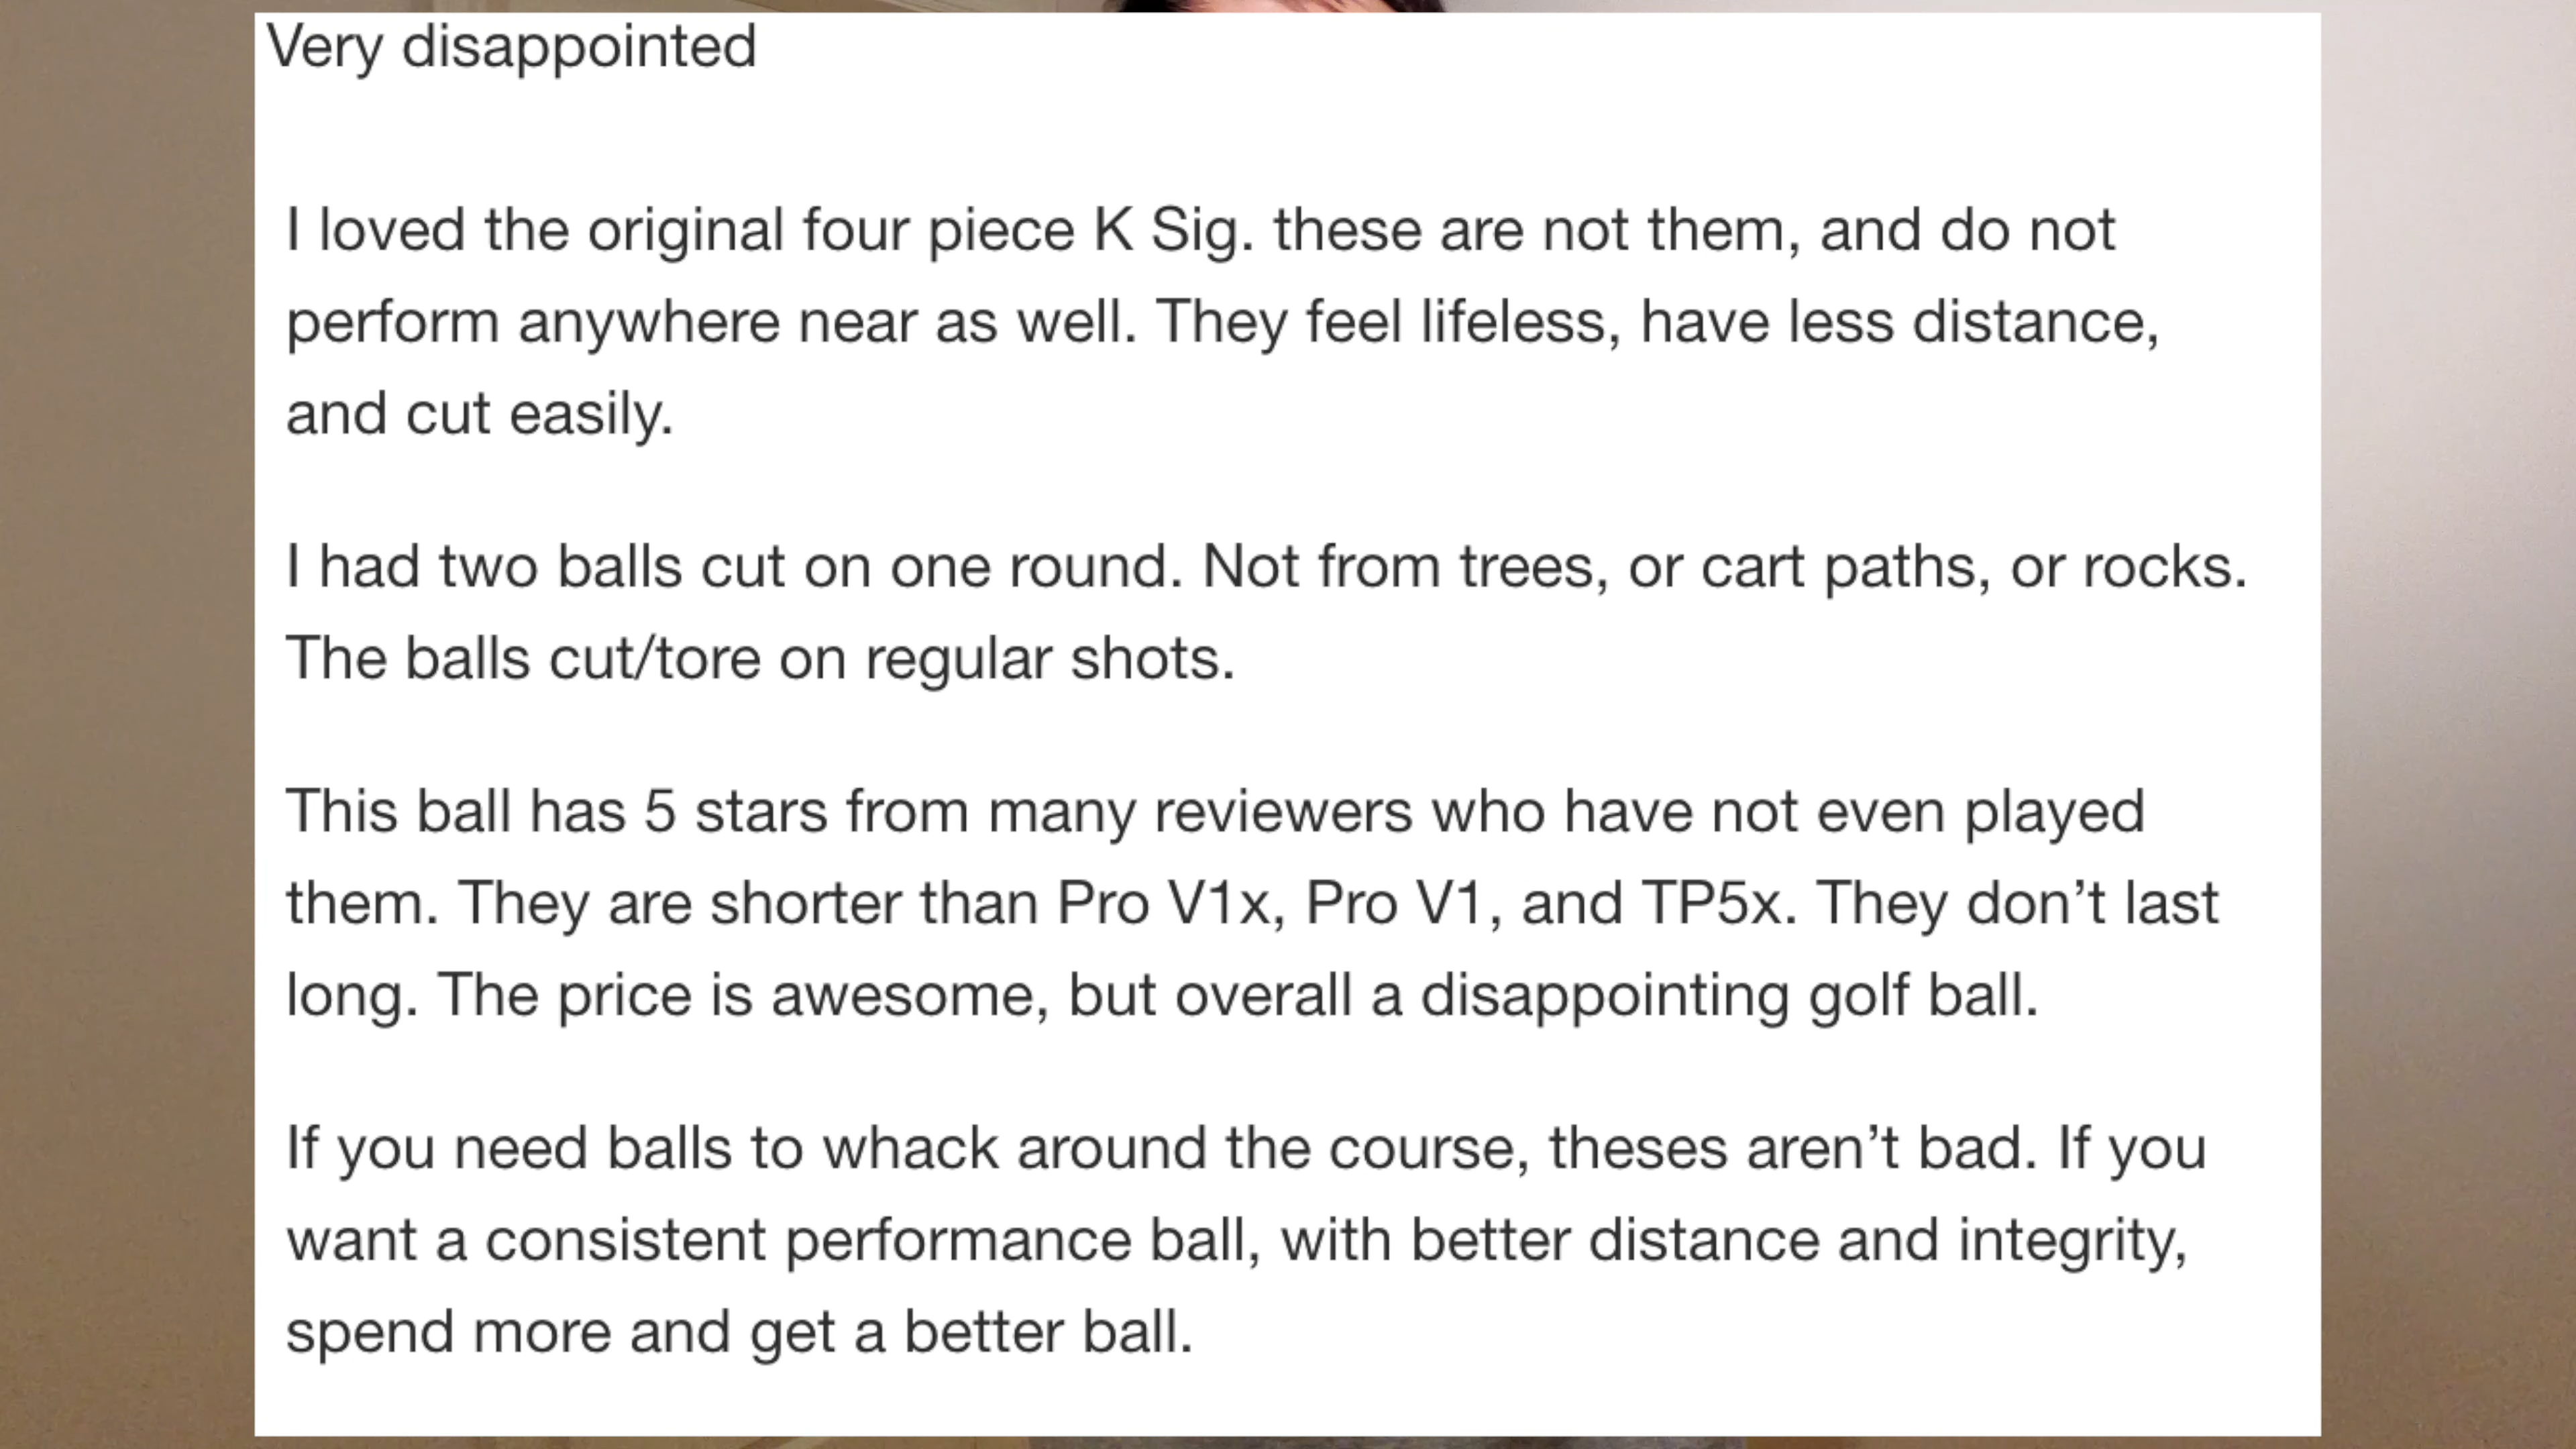 Very disappointed
I loved the original four piece K Sig. these are not them, and do not
perform anywhere near as well. They feel lifeless, have less distance,
and cut easily.
I had two balls cut on one round. Not from trees, or cart paths, or rocks.
The balls cut/tore on regular shots.
This ball has 5 stars from many reviewers who have not even played
them. They are shorter than Pro V1x, Pro V1, and TP5x. They don’t last
long. The price is awesome, but overall a disappointing golf ball.
If you need balls to whack around the course, theses aren’t bad. If you
want a consistent performance ball, with better distance and integrity,
spend more and get a better ball.